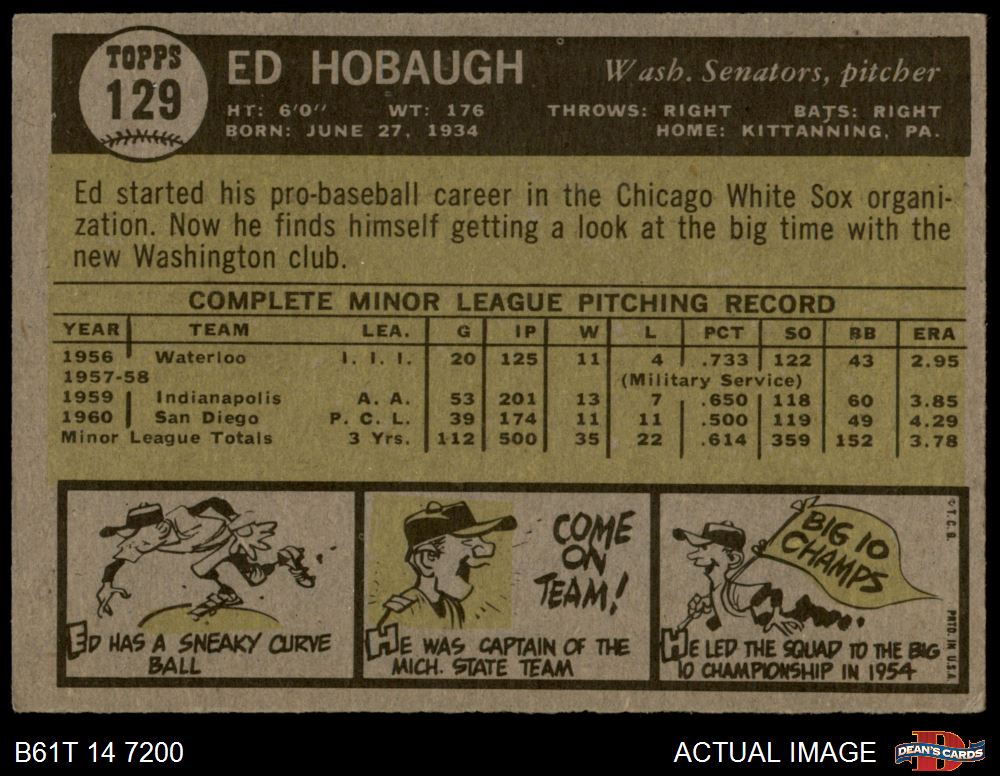 TOPPS
129
ED HOBAUGH
Wash. Senators, pitcher
HT: 6'0" WT: 176 THROWS: RIGHT BATS: RIGHT
BORN: JUNE 27, 1934 HOME: KITTANNING, PA.
Ed started his pro-baseball career in the Chicago White Sox organi-
zation. Now he finds himself getting a look at the big time with the
new Washington club.
COMPLETE MINOR LEAGUE PITCHING RECORD
YEAR TEAM LEA. G IP W L PCT SO BB ERA
1956 Waterloo I. I. I. 20 125 11 4 .733 122 43 2.95
1957-58 (Military Service)
1959 Indianapolis A. A. 53 201 13 7 .650 118 60 3.85
1960 San Diego P. C. L. 39 174 11 11 .500 119 49 4.29
Minor League Totals 3 Yrs. 112 500 35 22 .614 359 152 3.78
ED HAS A SNEAKY CURVE
BALL
COME
ON
TEAM!
HE WAS CAPTAIN OF THE
MICH. STATE TEAM
BIG 10
CHAMPS
HE LED THE SQUAD TO THE BIG
10 CHAMPIONSHIP IN 1954
© T. C. G.
PRTD. IN U.S.A.
B61T 14 7200
ACTUAL IMAGE
DEAN'S CARDS